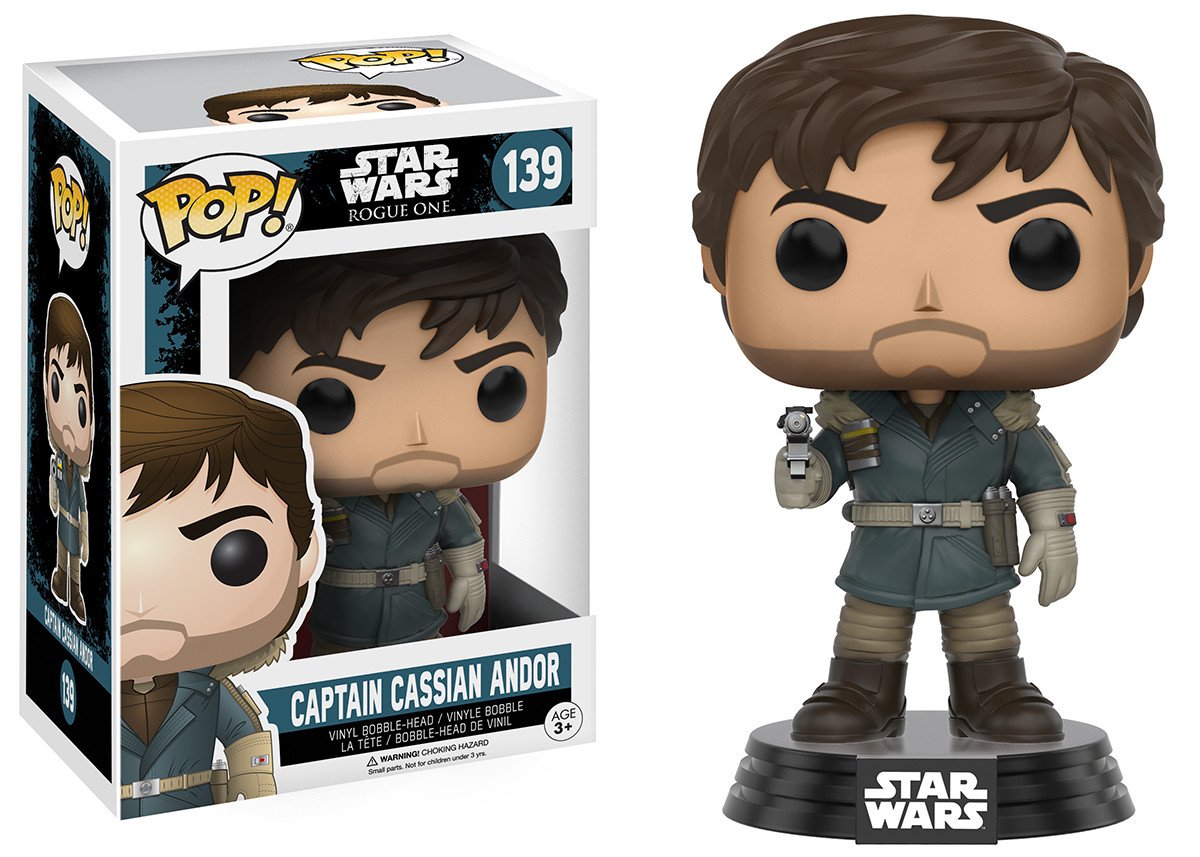 POP!
POP!
POP!®
STAR
WARS
ROGUE ONE™
139
CAPTAIN CASSIAN ANDOR
139
CAPTAIN CASSIAN ANDOR
VINYL BOBBLE-HEAD / VINYLE BOBBLE
LA TÊTE / BOBBLE-HEAD DE VINIL
AGE
3+
⚠ WARNING! CHOKING HAZARD
Small parts. Not for children under 3 yrs.
STAR
WARS